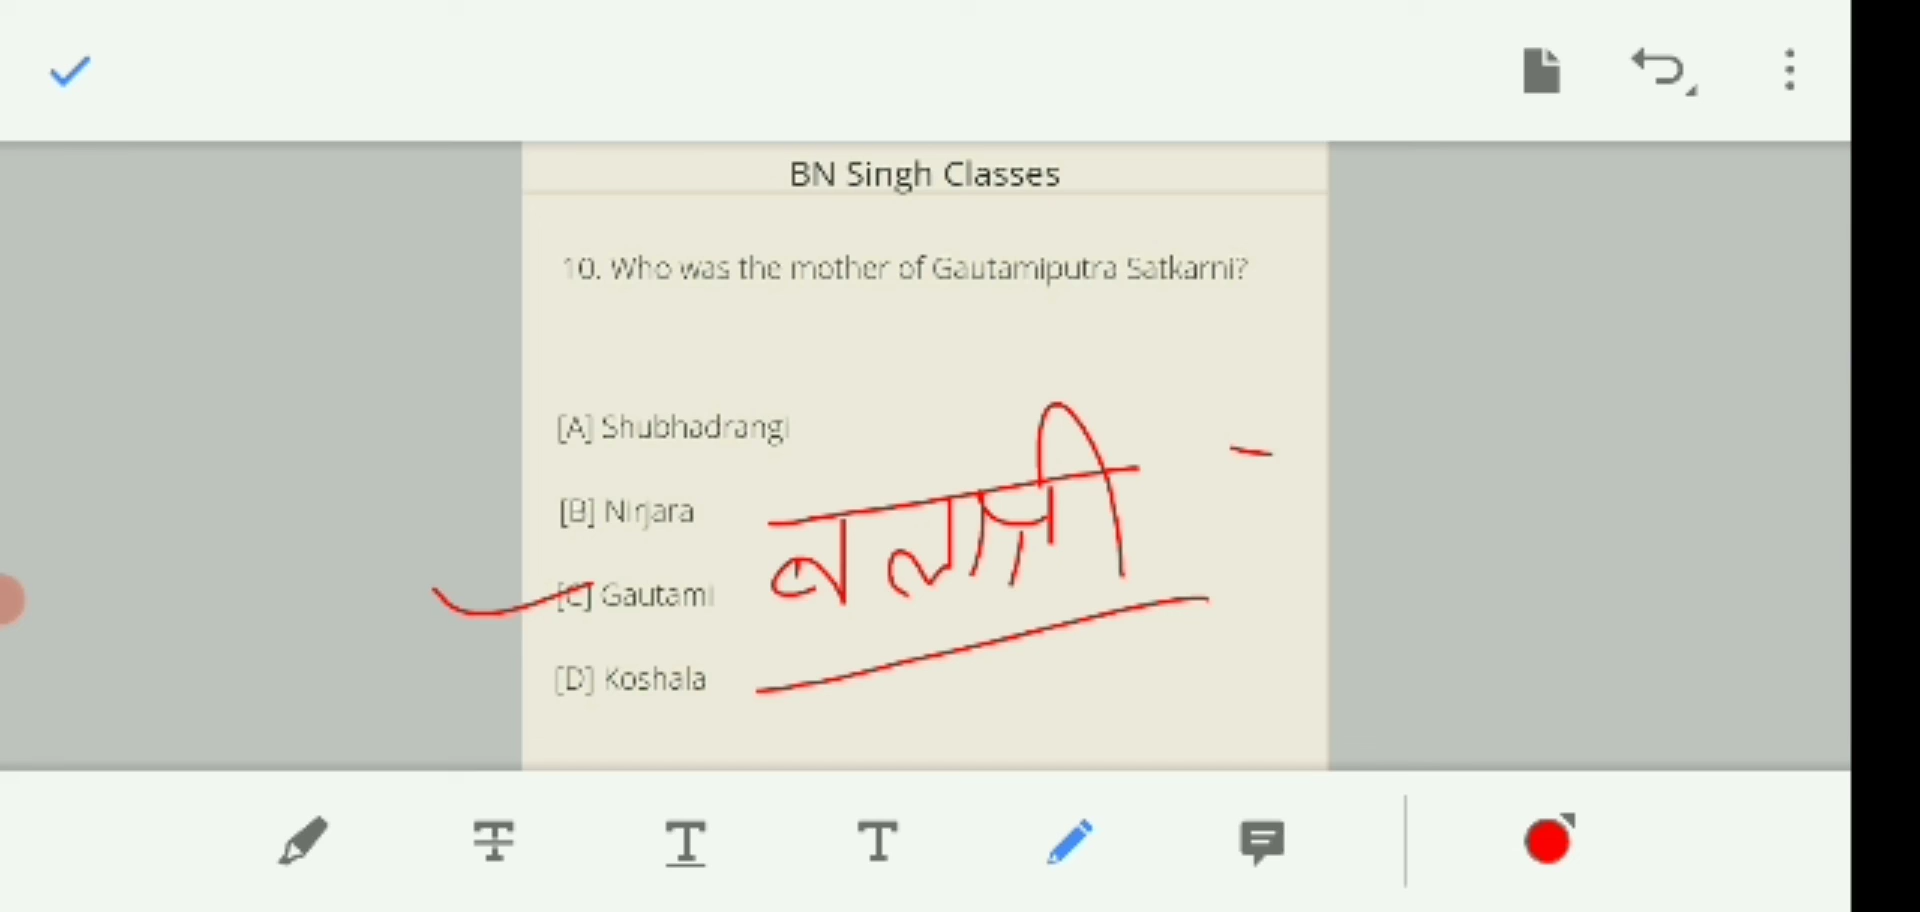 BN Singh Classes
10. Who was the mother of Gautamiputra Satkarni?
[A] Shubhadrangi
[B] Nirjara
[C] Gautami
[D] Koshala
बलश्री